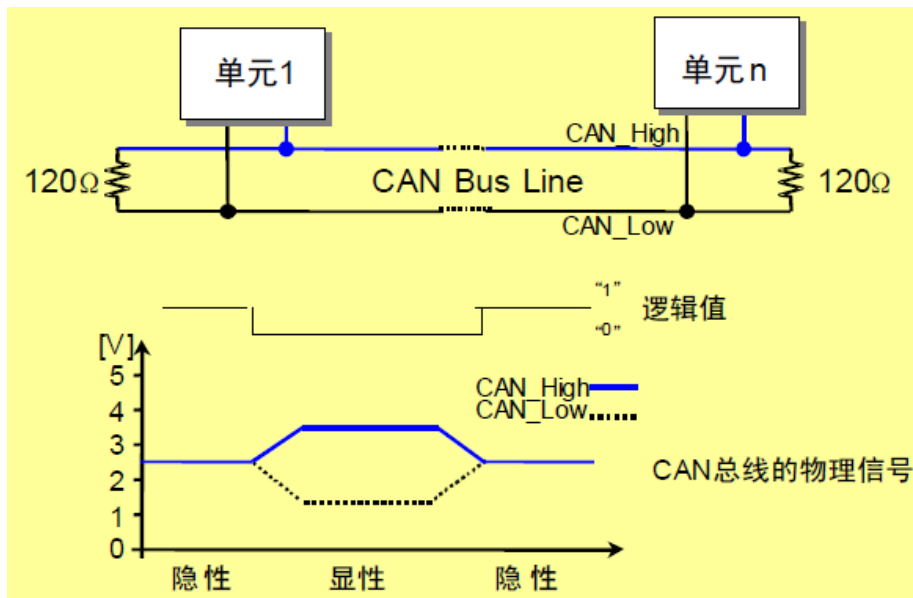 单元1
单元n
CAN_High
120Ω
CAN Bus Line
120Ω
CAN_Low
“1”
逻辑值
“0”
[V]
5
CAN_High
CAN_Low
4
3
CAN总线的物理信号
2
1
0
隐性
显性
隐性